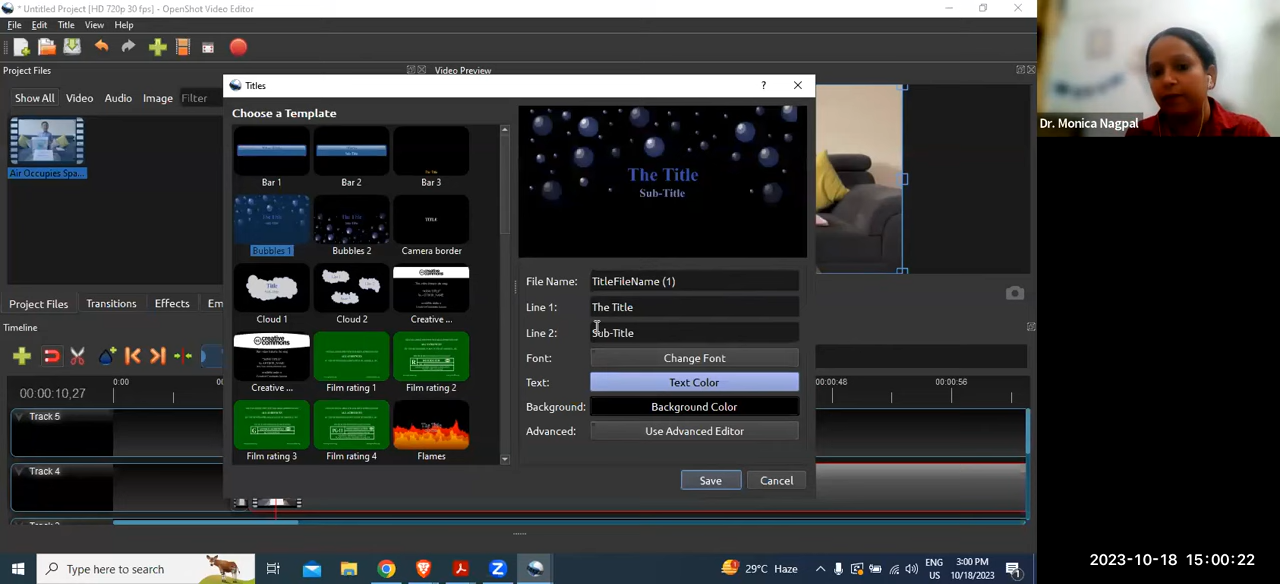 * Untitled Project [HD 720p 30 fps] - OpenShot Video Editor
File Edit Title View Help
Project Files
Video Preview
Show All Video Audio Image Filter
Air Occupies Spa...
Project Files Transitions Effects Em
Timeline
00:00:10,27
0:00
00:00:48
00:00:56
Track 5
Track 4
Titles
?
Choose a Template
Bar 1 Bar 2 Bar 3
Bubbles 1 Bubbles 2 Camera border
TITLE
Cloud 1 Cloud 2 Creative ...
Creative ... Film rating 1 Film rating 2
Film rating 3 Film rating 4 Flames
The Title
Sub-Title
File Name: TitleFileName (1)
Line 1: The Title
Line 2: Sub-Title
Font: Change Font
Text: Text Color
Background: Background Color
Advanced: Use Advanced Editor
Save Cancel
Dr. Monica Nagpal
Type here to search
29°C Haze
ENG
US
3:00 PM
10/18/2023
2023-10-18 15:00:22